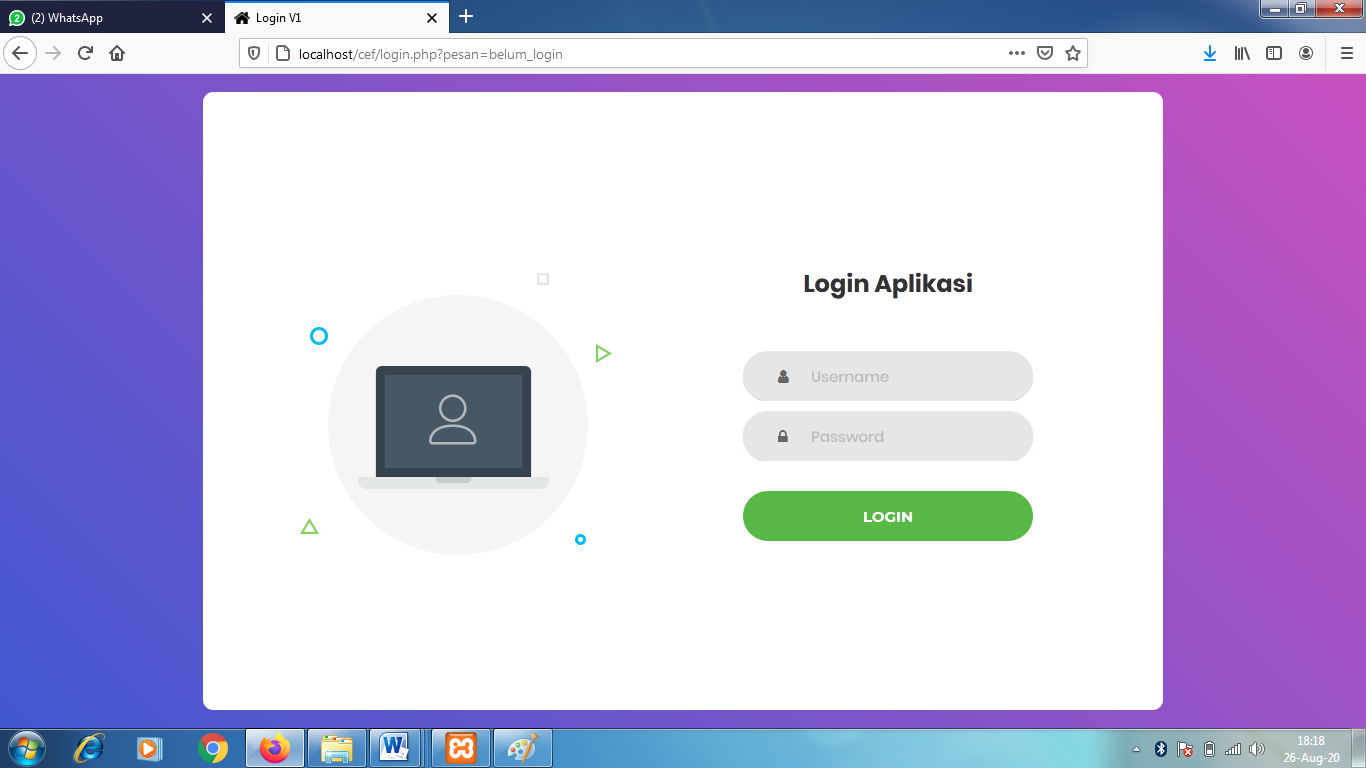 (2) WhatsApp
Login V1
localhost/cef/login.php?pesan=belum_login
Login Aplikasi
Username
Password
LOGIN
18:18
26-Aug-20